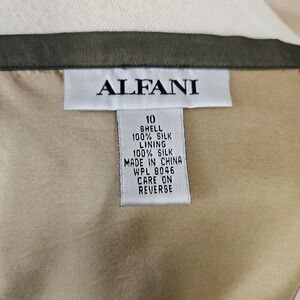 ALFANI
10
SHELL
100% SILK
LINING
100% SILK
MADE IN CHINA
WPL 8046
CARE ON
REVERSE